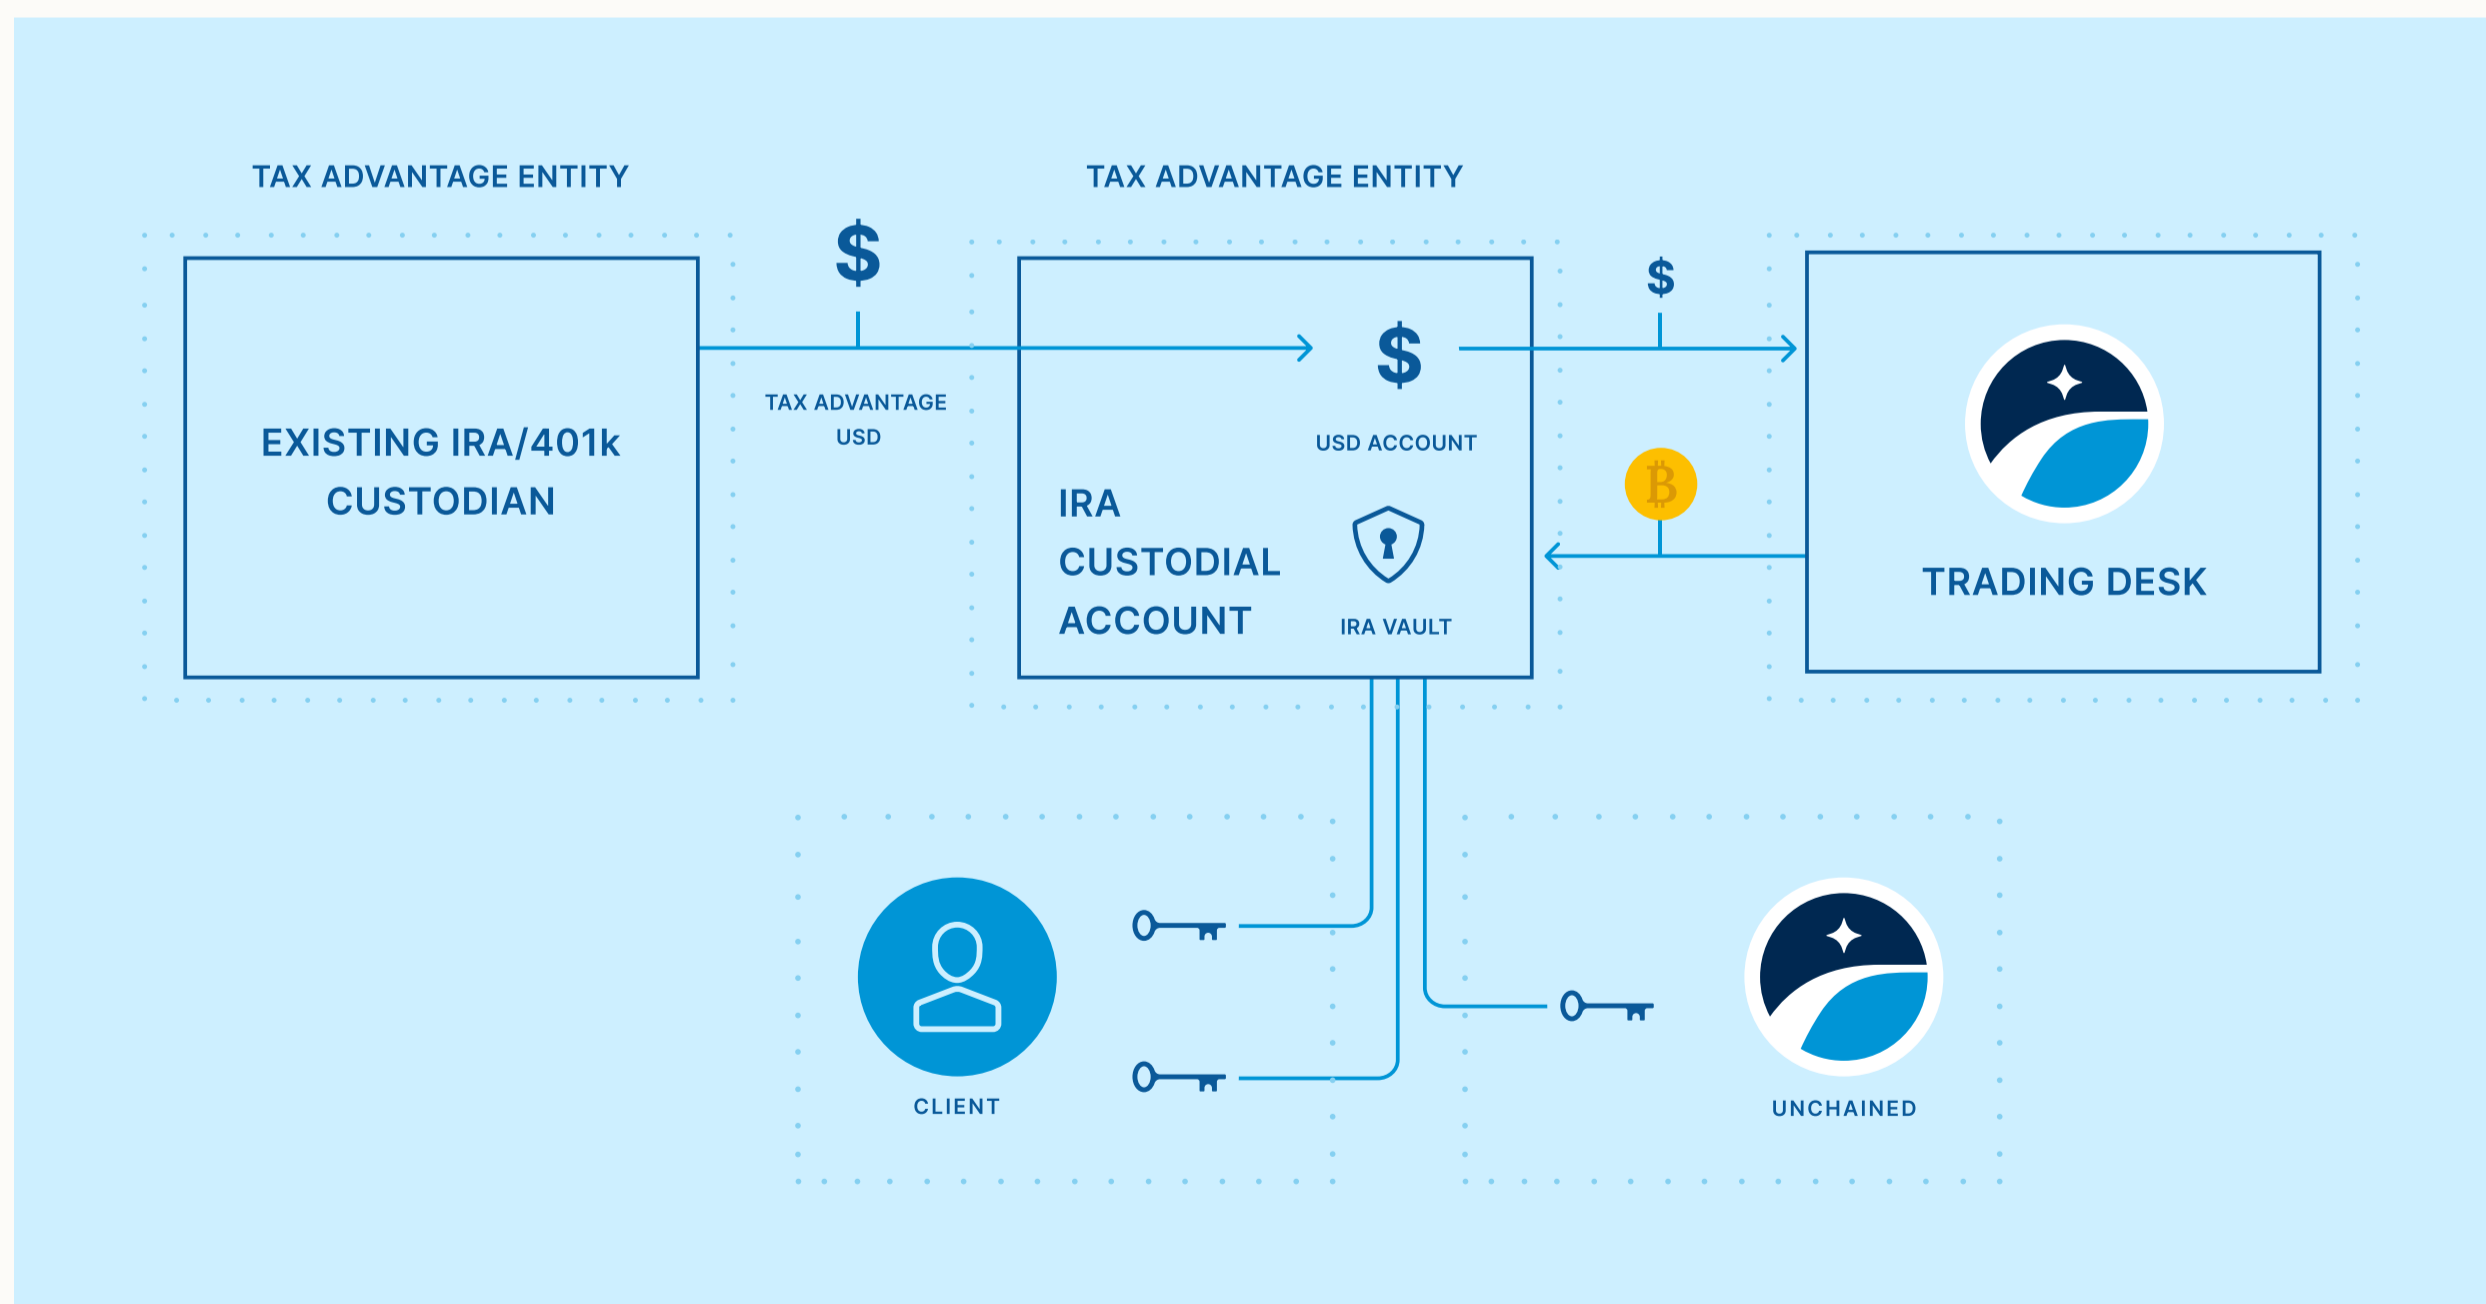 TAX ADVANTAGE ENTITY
TAX ADVANTAGE ENTITY
$
$
$
TAX ADVANTAGE
USD
EXISTING IRA/401k
CUSTODIAN
USD ACCOUNT
IRA
CUSTODIAL
ACCOUNT
IRA VAULT
₿
TRADING DESK
CLIENT
UNCHAINED